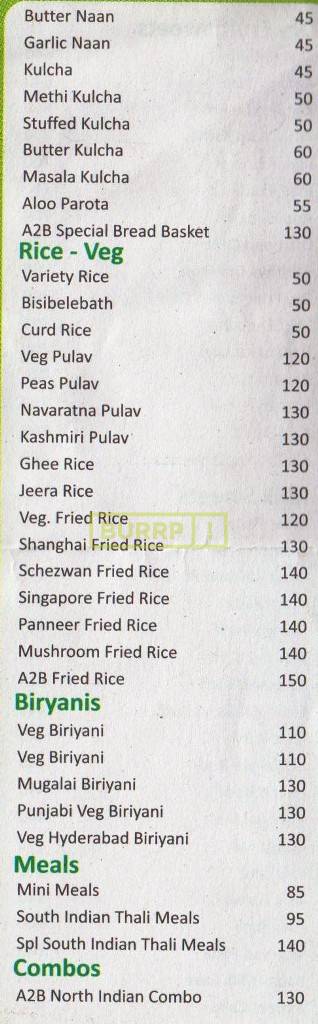 Butter Naan 45
Garlic Naan 45
Kulcha 45
Methi Kulcha 50
Stuffed Kulcha 50
Butter Kulcha 60
Masala Kulcha 60
Aloo Parota 55
A2B Special Bread Basket 130
Rice - Veg
Variety Rice 50
Bisibelebath 50
Curd Rice 50
Veg Pulav 120
Peas Pulav 120
Navaratna Pulav 130
Kashmiri Pulav 130
Ghee Rice 130
Jeera Rice 130
Veg. Fried Rice 120
BURRP
Shanghai Fried Rice 130
Schezwan Fried Rice 140
Singapore Fried Rice 140
Panneer Fried Rice 140
Mushroom Fried Rice 140
A2B Fried Rice 150
Biryanis
Veg Biriyani 110
Veg Biriyani 110
Mugalai Biriyani 130
Punjabi Veg Biriyani 130
Veg Hyderabad Biriyani 130
Meals
Mini Meals 85
South Indian Thali Meals 95
Spl South Indian Thali Meals 140
Combos
A2B North Indian Combo 130